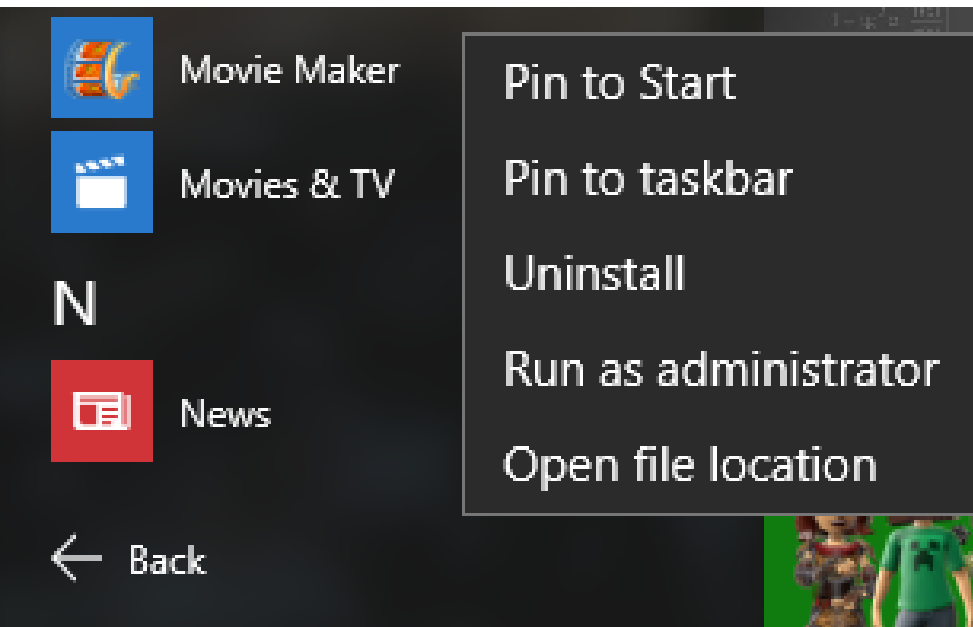 Movie Maker
Movies & TV
N
News
Back
Pin to Start
Pin to taskbar
Uninstall
Run as administrator
Open file location